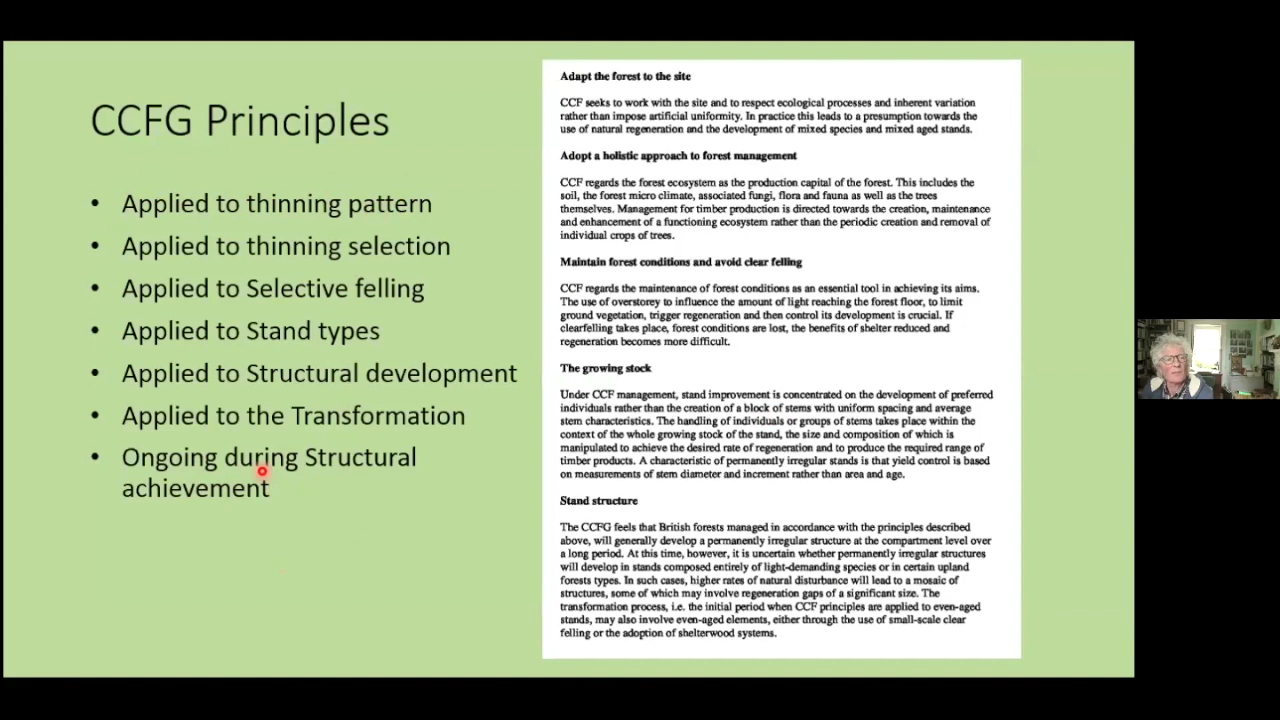 CCFG Principles
• Applied to thinning pattern
• Applied to thinning selection
• Applied to Selective felling
• Applied to Stand types
• Applied to Structural development
• Applied to the Transformation
• Ongoing during Structural
achievement
Adapt the forest to the site
CCF seeks to work with the site and to respect ecological processes and inherent variation
rather than impose artificial uniformity. In practice this leads to a presumption towards the
use of natural regeneration and the development of mixed species and mixed aged stands.
Adopt a holistic approach to forest management
CCF regards the forest ecosystem as the production capital of the forest. This includes the
soil, the forest micro climate, associated fungi, flora and fauna as well as the trees
themselves. Management for timber production is directed towards the creation, maintenance
and enhancement of a functioning ecosystem rather than the periodic creation and removal of
individual crops of trees.
Maintain forest conditions and avoid clear felling
CCF regards the maintenance of forest conditions as an essential tool in achieving its aims.
The use of overstorey to influence the amount of light reaching the forest floor, to limit
ground vegetation, trigger regeneration and then control its development is crucial. If
clearfelling takes place, forest conditions are lost, the benefits of shelter reduced and
regeneration becomes more difficult.
The growing stock
Under CCF management, stand improvement is concentrated on the development of preferred
individuals rather than the creation of a block of stems with uniform spacing and average
stem characteristics. The handling of individuals or groups of stems takes place within the
context of the whole growing stock of the stand, the size and composition of which is
manipulated to achieve the desired rate of regeneration and to produce the required range of
timber products. A characteristic of permanently irregular stands is that yield control is based
on measurements of stem diameter and increment rather than area and age.
Stand structure
The CCFG feels that British forests managed in accordance with the principles described
above, will generally develop a permanently irregular structure at the compartment level over
a long period. At this time, however, it is uncertain whether permanently irregular structures
will develop in stands composed entirely of light-demanding species or in certain upland
forests types. In such cases, higher rates of natural disturbance will lead to a mosaic of
structures, some of which may involve regeneration gaps of a significant size. The
transformation process, i.e. the initial period when CCF principles are applied to even-aged
stands, may also involve even-aged elements, either through the use of small-scale clear
felling or the adoption of shelterwood systems.